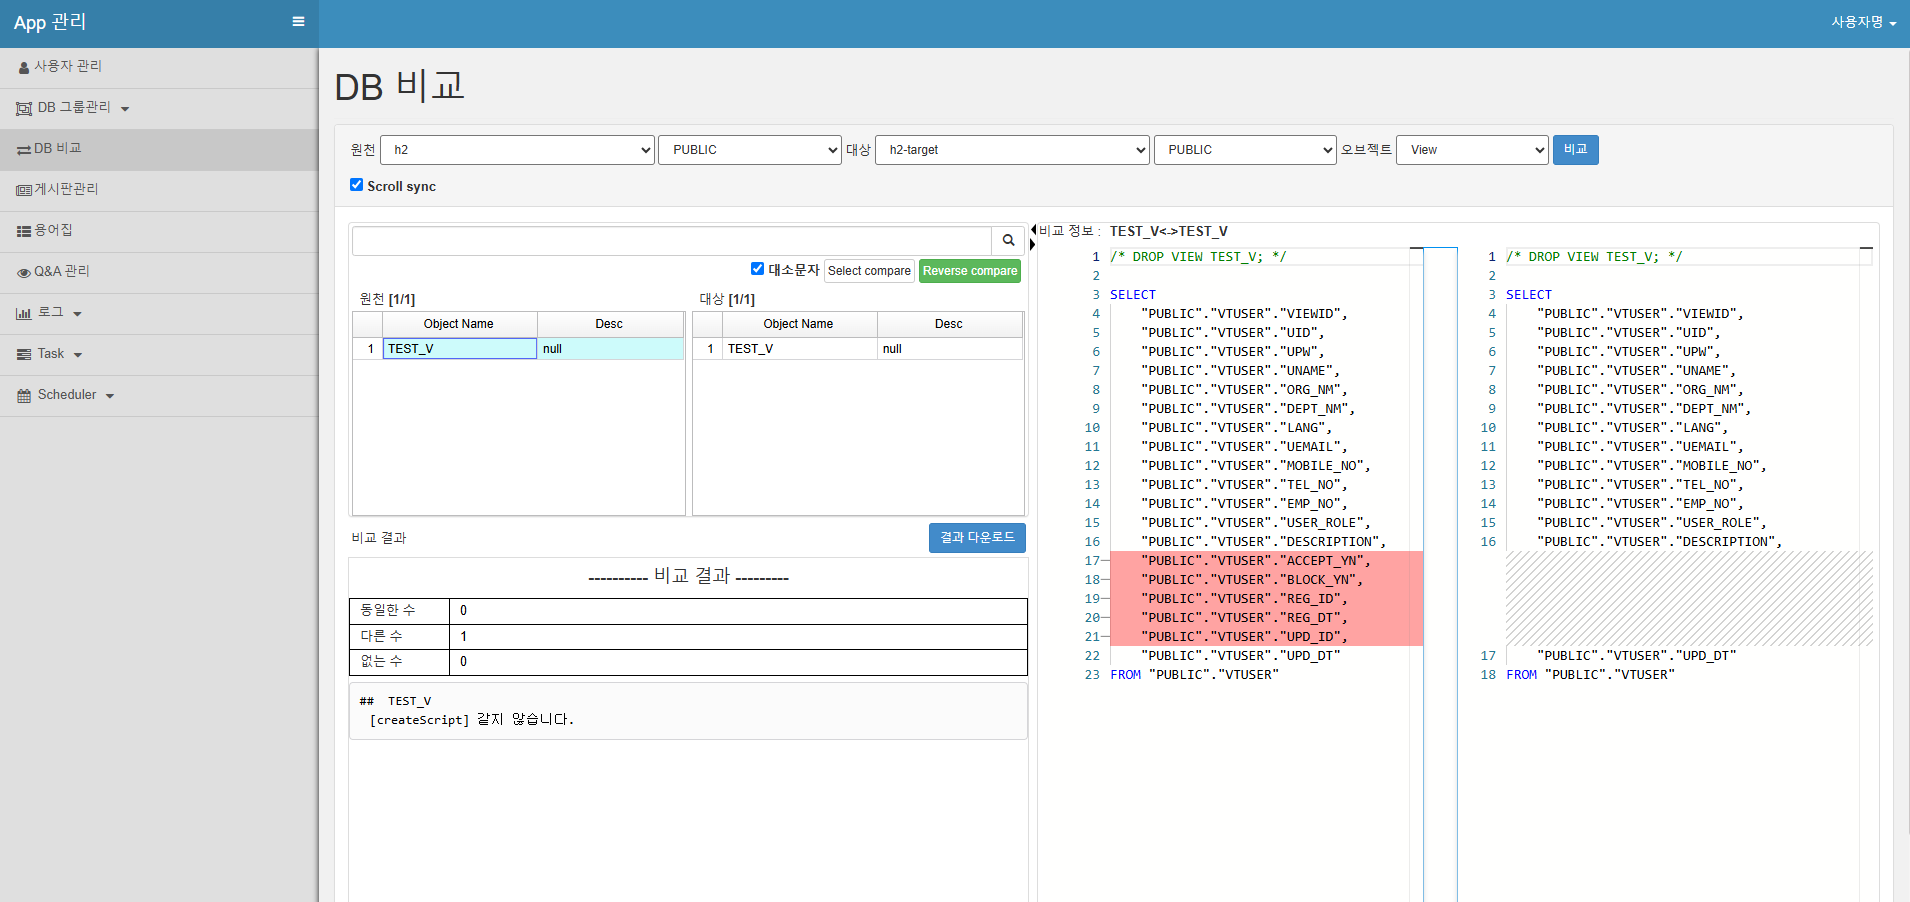 App 관리
사용자명
사용자 관리
DB 그룹관리
DB 비교
게시판관리
용어집
Q&A 관리
로그
Task
Scheduler
DB 비교
원천 h2 PUBLIC 대상 h2-target PUBLIC 오브젝트 View 비교
Scroll sync
대소문자 Select compare Reverse compare
원천 [1/1]
Object Name Desc
1 TEST_V null
대상 [1/1]
Object Name Desc
1 TEST_V null
비교 결과 결과 다운로드
---------- 비교 결과 ---------
동일한 수 0
다른 수 1
없는 수 0
## TEST_V
[createScript] 같지 않습니다.
비교 정보 : TEST_V<->TEST_V
1 /* DROP VIEW TEST_V; */
2
3 SELECT
4 "PUBLIC"."VTUSER"."VIEWID",
5 "PUBLIC"."VTUSER"."UID",
6 "PUBLIC"."VTUSER"."UPW",
7 "PUBLIC"."VTUSER"."UNAME",
8 "PUBLIC"."VTUSER"."ORG_NM",
9 "PUBLIC"."VTUSER"."DEPT_NM",
10 "PUBLIC"."VTUSER"."LANG",
11 "PUBLIC"."VTUSER"."UEMAIL",
12 "PUBLIC"."VTUSER"."MOBILE_NO",
13 "PUBLIC"."VTUSER"."TEL_NO",
14 "PUBLIC"."VTUSER"."EMP_NO",
15 "PUBLIC"."VTUSER"."USER_ROLE",
16 "PUBLIC"."VTUSER"."DESCRIPTION",
17— "PUBLIC"."VTUSER"."ACCEPT_YN",
18— "PUBLIC"."VTUSER"."BLOCK_YN",
19— "PUBLIC"."VTUSER"."REG_ID",
20— "PUBLIC"."VTUSER"."REG_DT",
21— "PUBLIC"."VTUSER"."UPD_ID",
22 "PUBLIC"."VTUSER"."UPD_DT"
23 FROM "PUBLIC"."VTUSER"
1 /* DROP VIEW TEST_V; */
2
3 SELECT
4 "PUBLIC"."VTUSER"."VIEWID",
5 "PUBLIC"."VTUSER"."UID",
6 "PUBLIC"."VTUSER"."UPW",
7 "PUBLIC"."VTUSER"."UNAME",
8 "PUBLIC"."VTUSER"."ORG_NM",
9 "PUBLIC"."VTUSER"."DEPT_NM",
10 "PUBLIC"."VTUSER"."LANG",
11 "PUBLIC"."VTUSER"."UEMAIL",
12 "PUBLIC"."VTUSER"."MOBILE_NO",
13 "PUBLIC"."VTUSER"."TEL_NO",
14 "PUBLIC"."VTUSER"."EMP_NO",
15 "PUBLIC"."VTUSER"."USER_ROLE",
16 "PUBLIC"."VTUSER"."DESCRIPTION",
17 "PUBLIC"."VTUSER"."UPD_DT"
18 FROM "PUBLIC"."VTUSER"